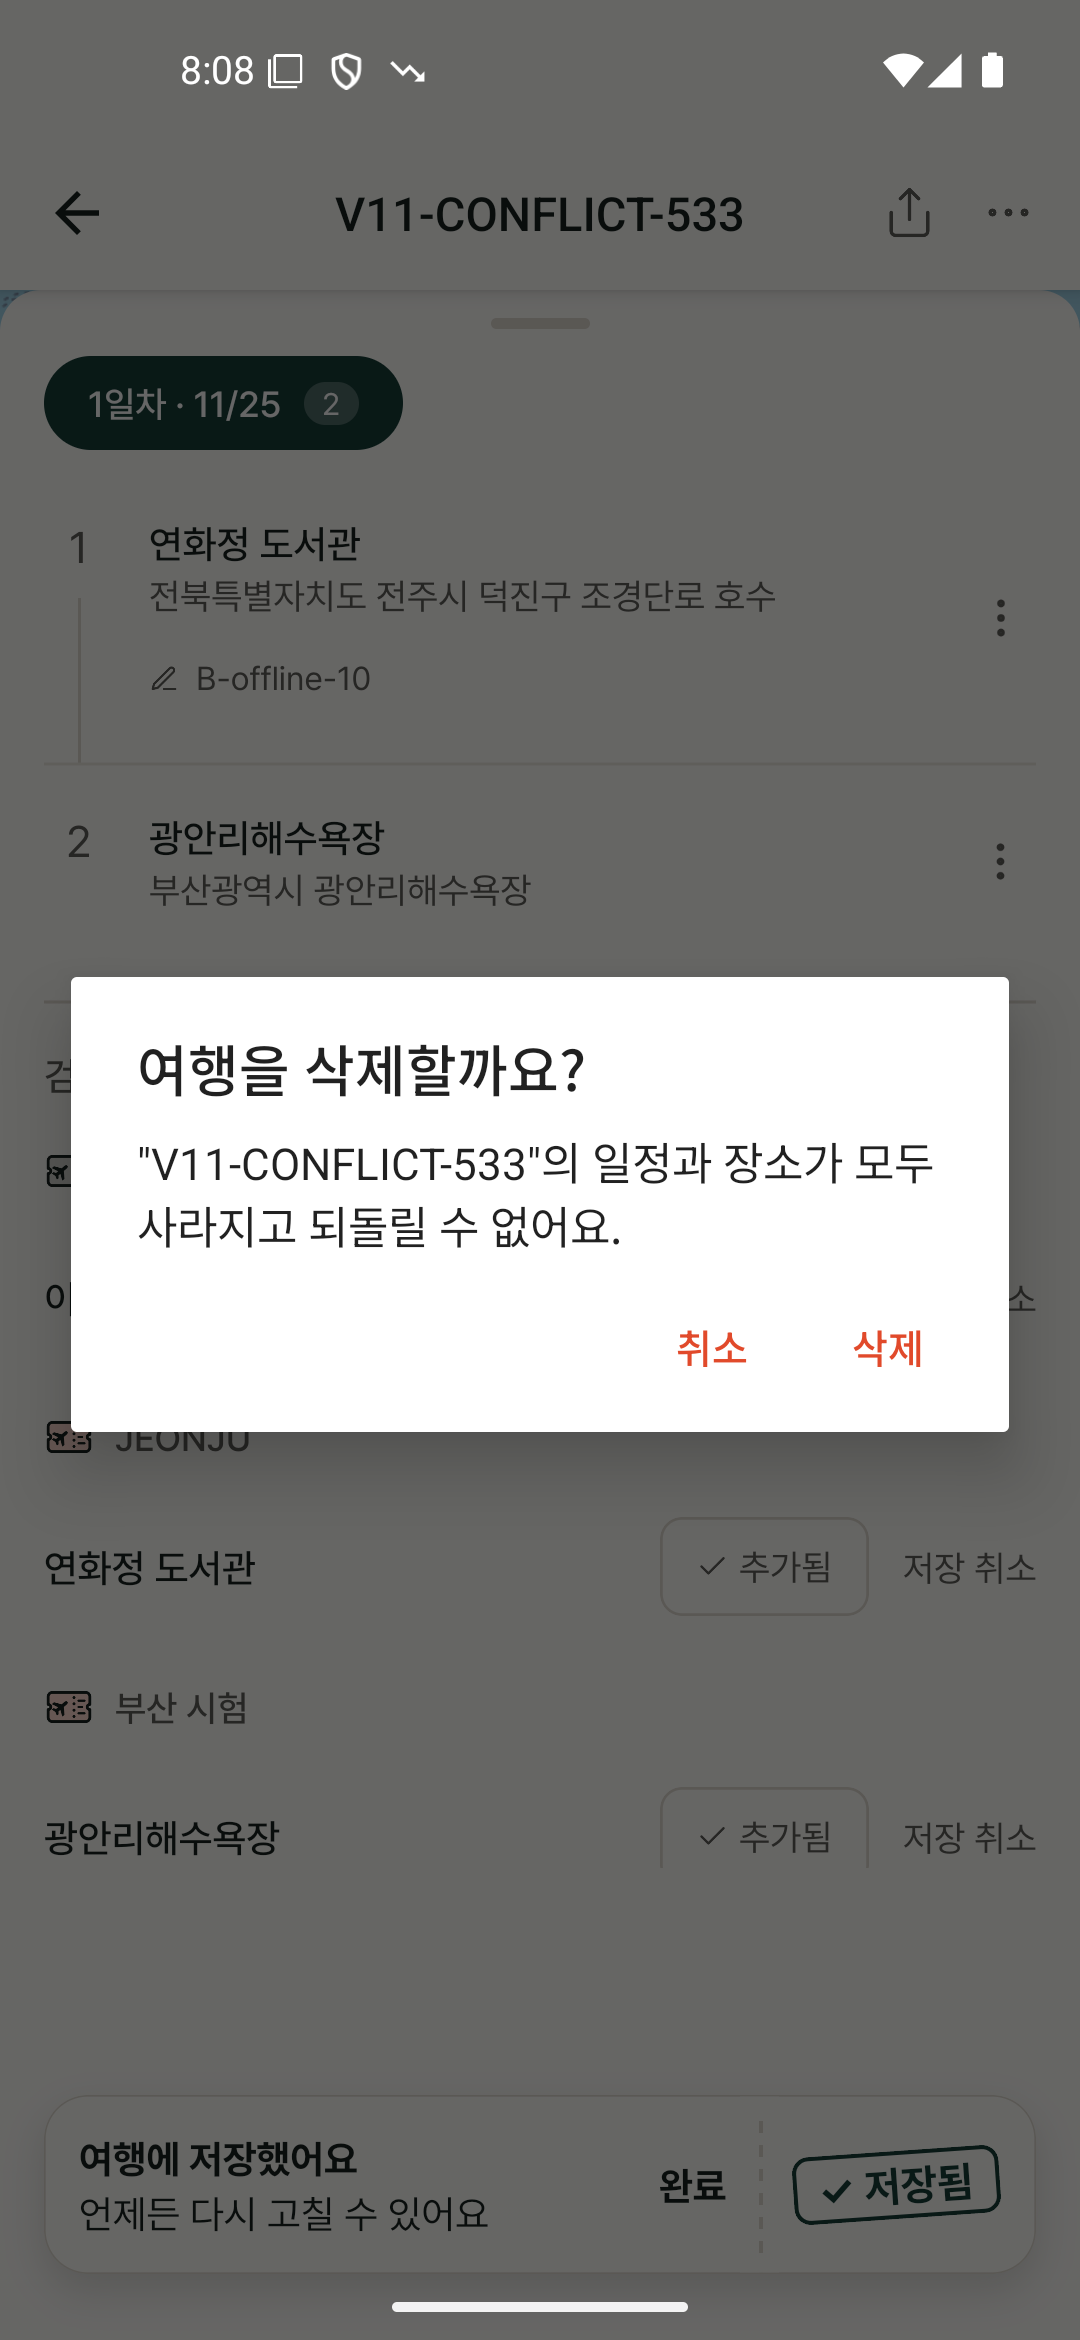 8:08
V11-CONFLICT-533
1일차 · 11/25 2
1
연화정 도서관
전북특별자치도 전주시 덕진구 조경단로 호수
B-offline-10
2
광안리해수욕장
부산광역시 광안리해수욕장
여행을 삭제할까요?
"V11-CONFLICT-533"의 일정과 장소가 모두
사라지고 되돌릴 수 없어요.
취소 삭제
JEONJU
연화정 도서관 추가됨 저장 취소
부산 시험
광안리해수욕장 추가됨 저장 취소
여행에 저장했어요
언제든 다시 고칠 수 있어요
완료
저장됨